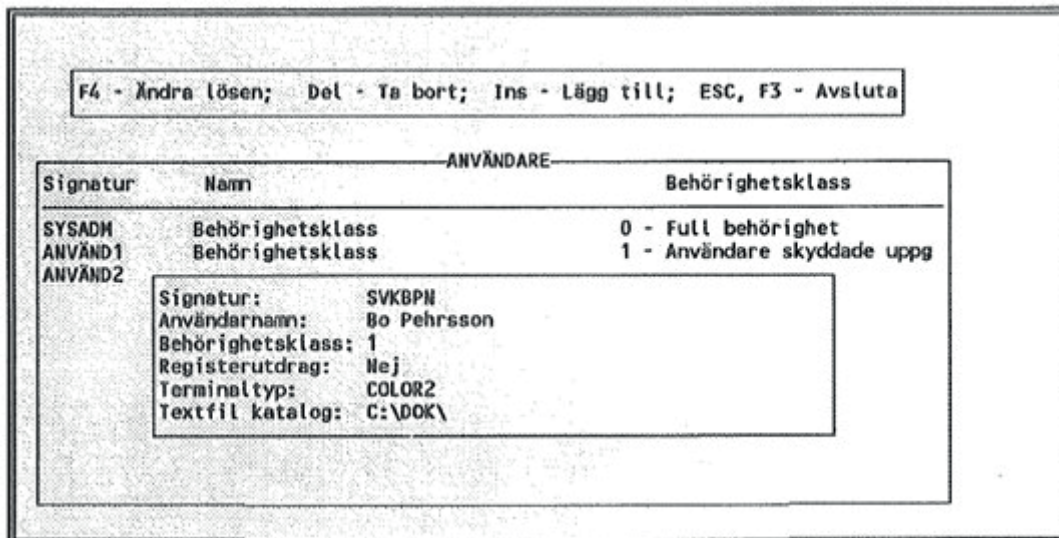 F4 - Ändra lösen; Del - Ta bort; Ins - Lägg till; ESC, F3 - Avsluta
ANVÄNDARE
Signatur Namn Behörighetsklass
SYSADM Behörighetsklass 0 - Full behörighet
ANVÄND1 Behörighetsklass 1 - Användare skyddade uppg
ANVÄND2
Signatur: SVKBPN
Användarnamn: Bo Pehrsson
Behörighetsklass: 1
Registerutdrag: Nej
Terminaltyp: COLOR2
Textfil katalog: C:\DOK\